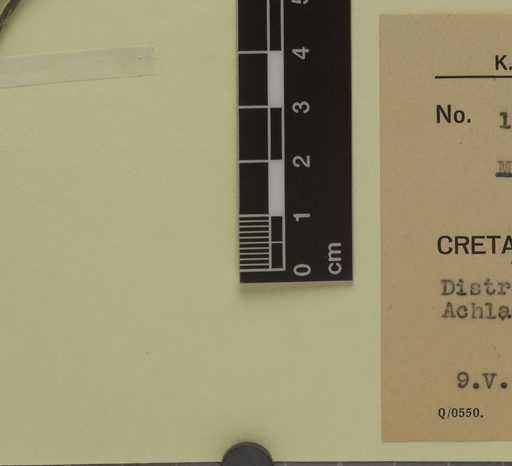 5
4
3
2
1
0
cm
K.
No. 1
M
CRETA
Distr
Achla
9.V.
Q/0550.